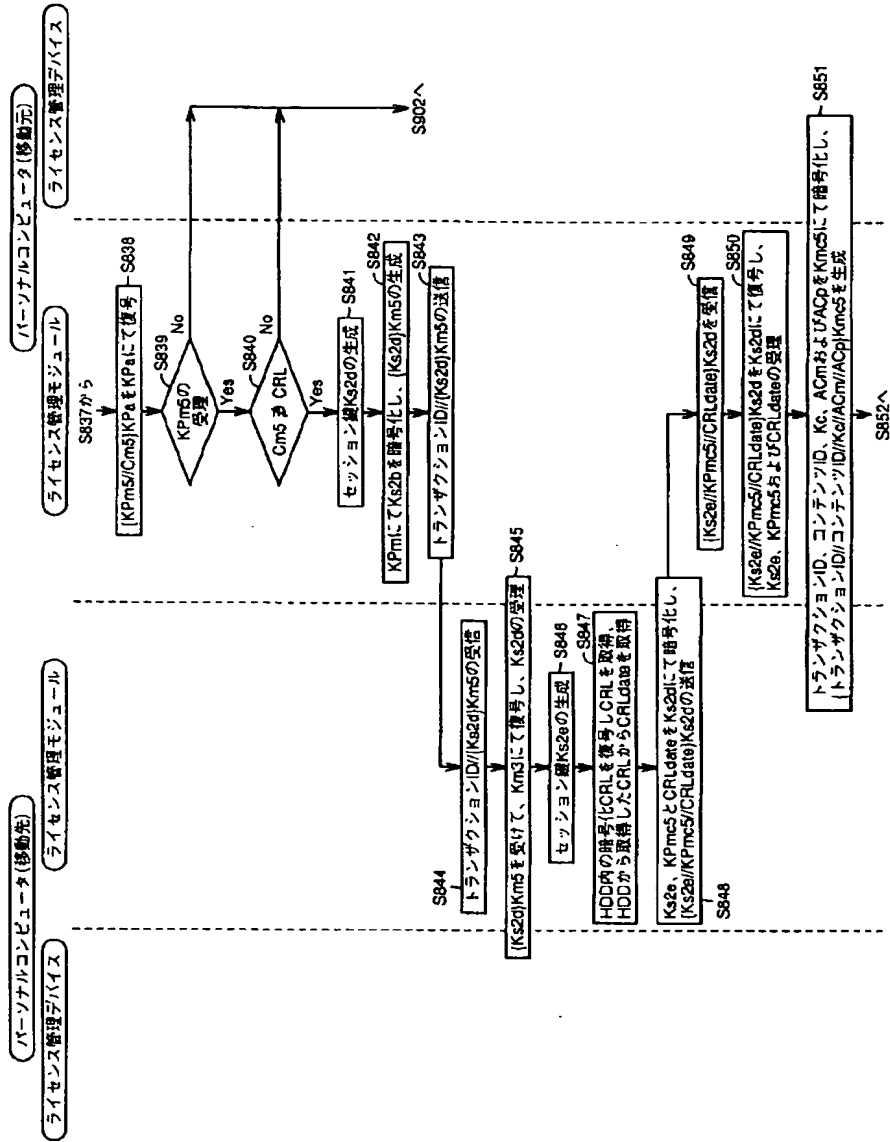 パーソナルコンピュータ(移動先)
パーソナルコンピュータ(移動元)
ライセンス管理デバイス
ライセンス管理モジュール
ライセンス管理モジュール
ライセンス管理デバイス
S837から
{KPm5//Cm5}KPaをKPaにて復号
S838
S839
KPm5の
受理
No
Yes
S840
Cm5 ∌ CRL
No
Yes
S902へ
セッション鍵Ks2dの生成
S841
KPmにてKs2bを暗号化し、{Ks2d}Km5の生成
S842
トランザクションID//{Ks2d}Km5の送信
S843
S844
トランザクションID//{Ks2d}Km5の受信
{Ks2d}Km5を受けて、Km3にて復号し、Ks2dの受理
S845
セッション鍵Ks2eの生成
S846
HDD内の暗号化CRLを復号しCRLを取得、
HDDから取得したCRLからCRLdateを取得
S847
Ks2e、KPmc5とCRLdateをKs2dにて暗号化し、
{Ks2e//KPmc5//CRLdate}Ks2dの送信
S848
{Ks2e//KPmc5//CRLdate}Ks2dを受信
S849
{Ks2e//KPmc5//CRLdate}Ks2dをKs2dにて復号し、
Ks2e、KPmc5およびCRLdateの受理
S850
トランザクションID、コンテンツID、Kc、ACmおよびACpをKmc5にて暗号化し、
{トランザクションID//コンテンツID//Kc//ACm//ACp}Kmc5を生成
S851
S852へ